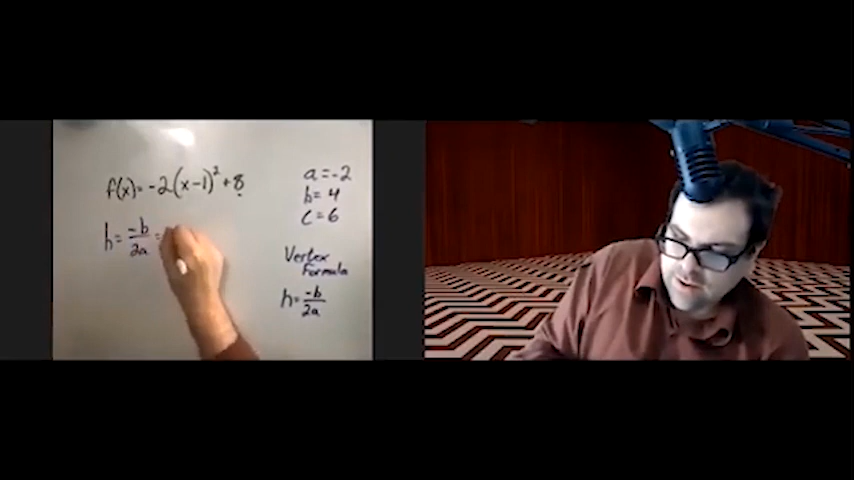 f(x)= -2(x-1)² +8
h= -b/2a =
a=-2
b=4
c=6
Vertex
Formula
h= -b/2a